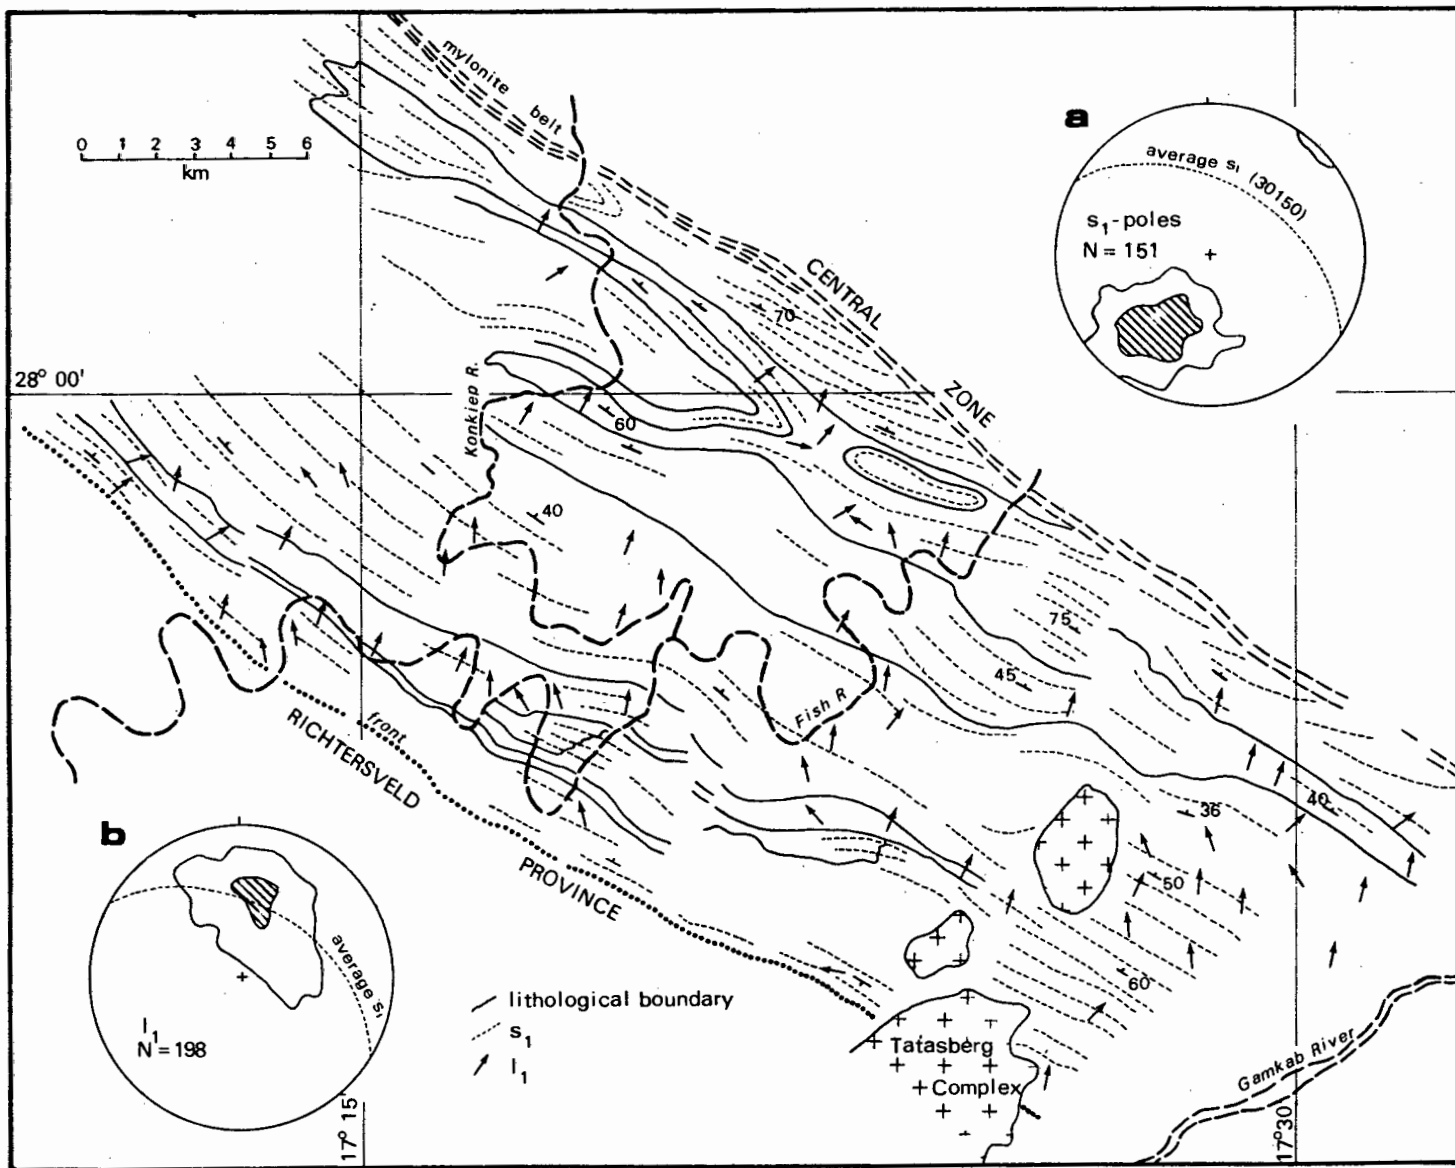 mylonite
belt
0 1 2 3 4 5 6
km
a
average s₁ (30150)
s₁-poles
N = 151
CENTRAL
ZONE
70
28° 00'
Konkiep R.
60
40
75
45
Fish R
front
RICHTERSVELD
PROVINCE
36
40
50
60
b
average s₁
l₁
N = 198
lithological boundary
s₁
l₁
Tatasberg
Complex
Gamkab River
17° 15'
17° 30'